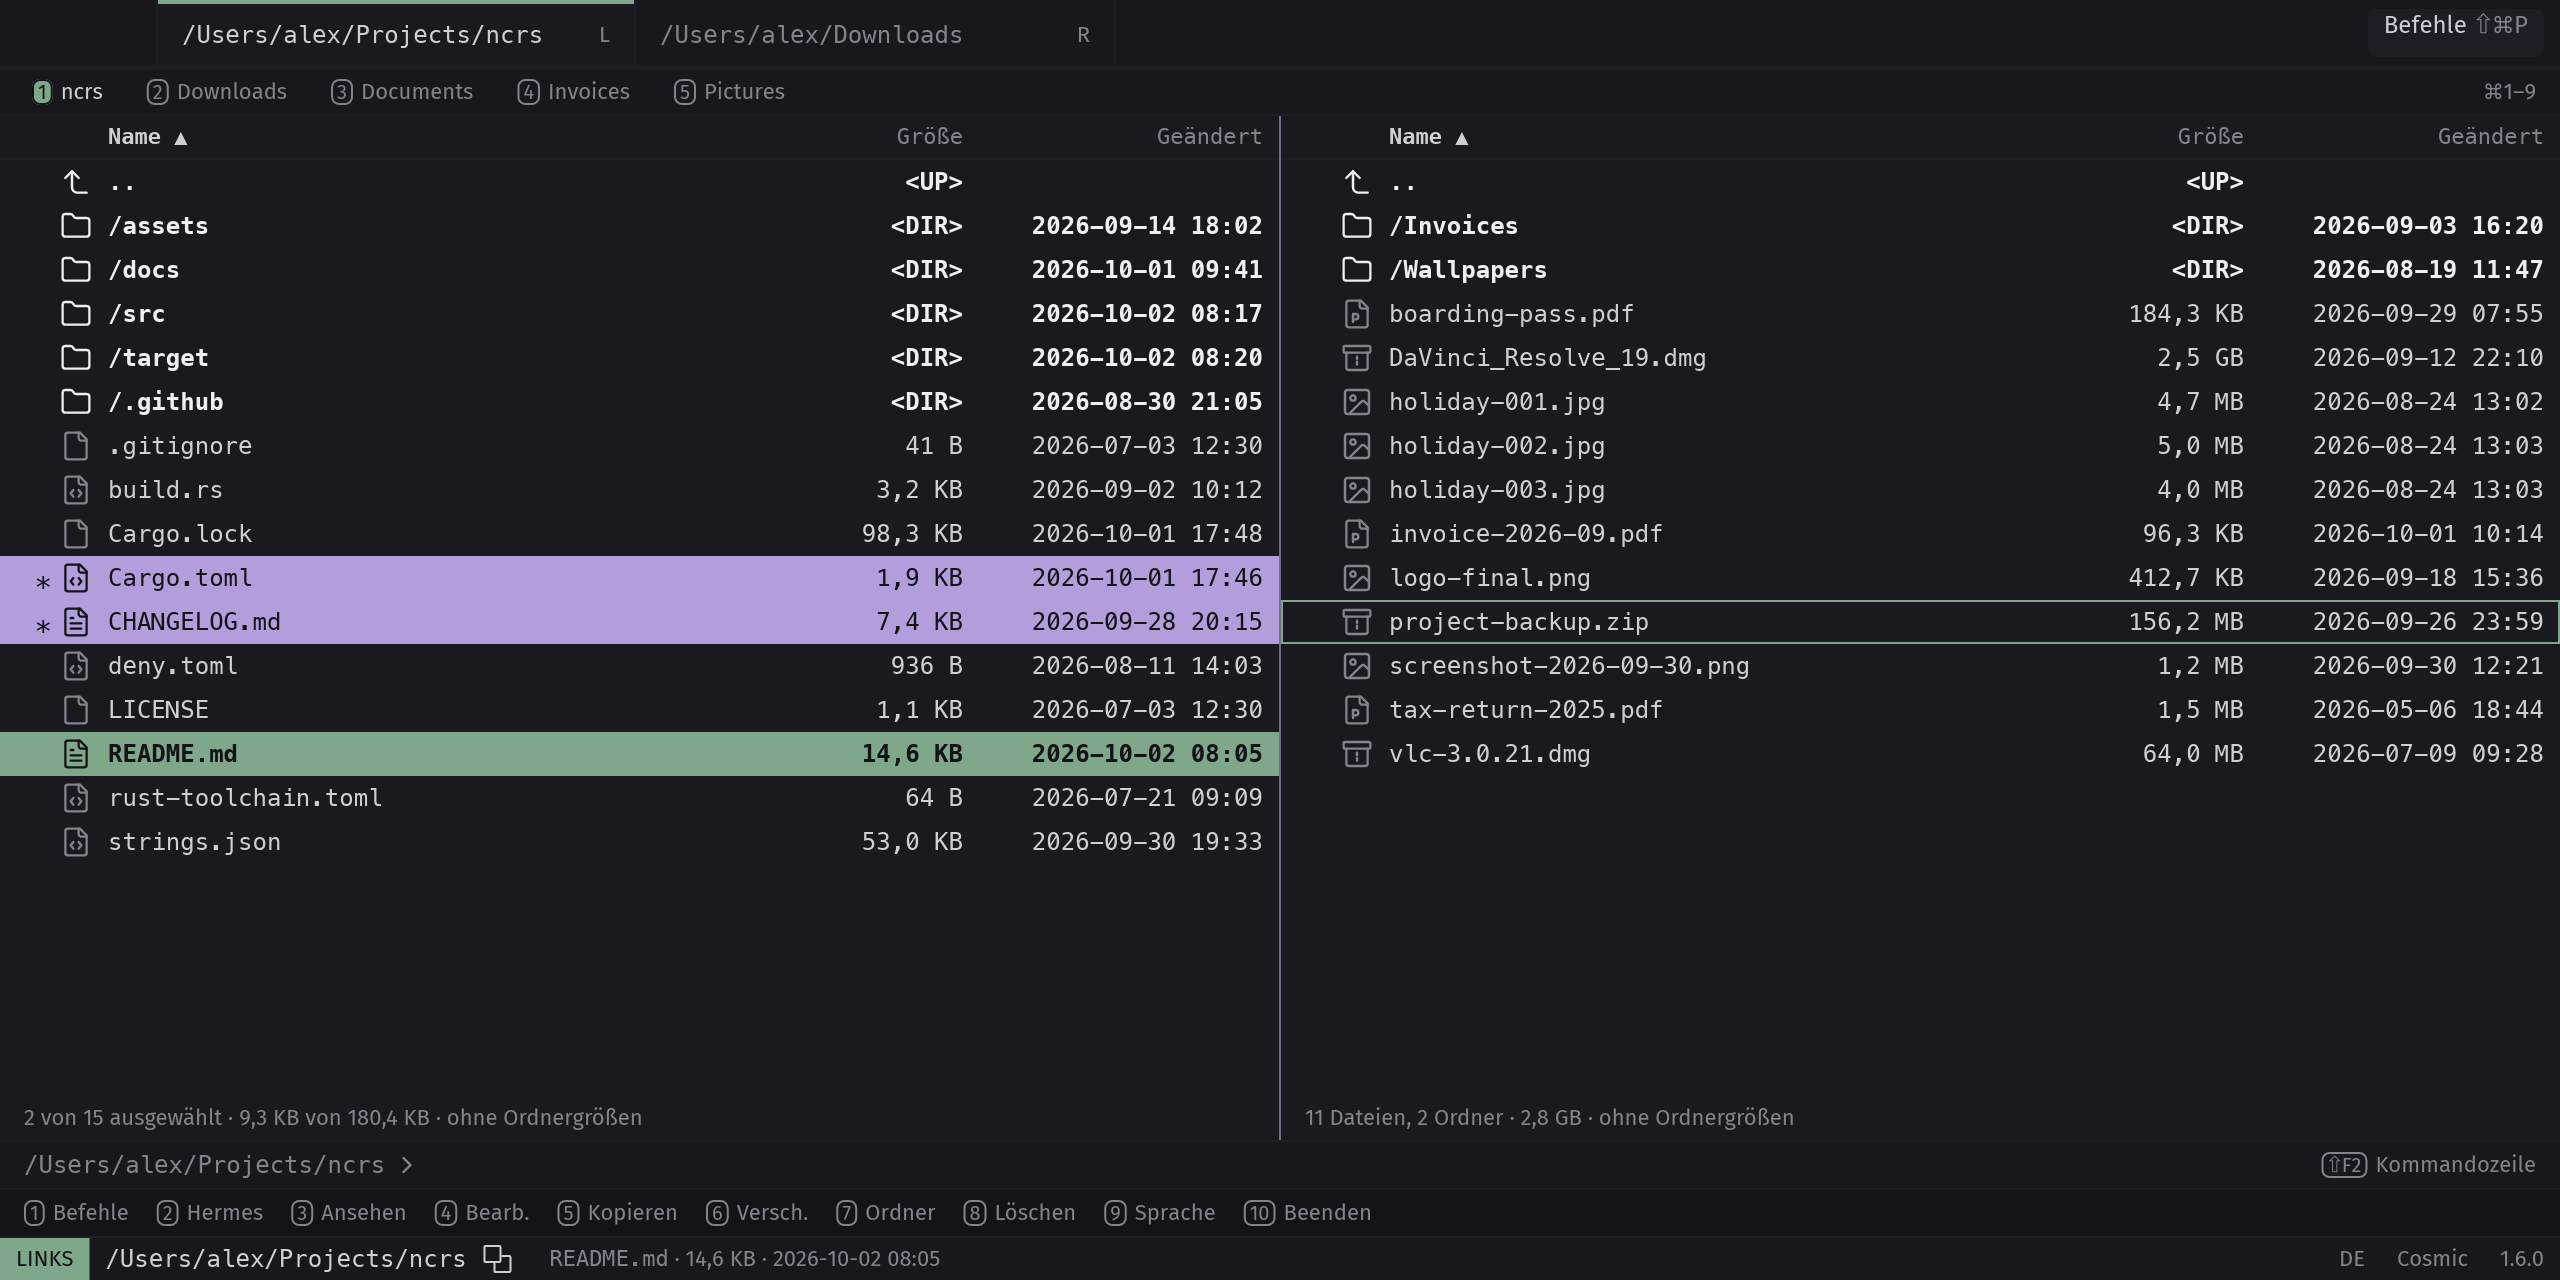 /Users/alex/Projects/ncrs L /Users/alex/Downloads R Befehle ⇧⌘P
1 ncrs 2 Downloads 3 Documents 4 Invoices 5 Pictures ⌘1–9
Name ▲ Größe Geändert
.. <UP>
/assets <DIR> 2026-09-14 18:02
/docs <DIR> 2026-10-01 09:41
/src <DIR> 2026-10-02 08:17
/target <DIR> 2026-10-02 08:20
/.github <DIR> 2026-08-30 21:05
.gitignore 41 B 2026-07-03 12:30
build.rs 3,2 KB 2026-09-02 10:12
Cargo.lock 98,3 KB 2026-10-01 17:48
* Cargo.toml 1,9 KB 2026-10-01 17:46
* CHANGELOG.md 7,4 KB 2026-09-28 20:15
deny.toml 936 B 2026-08-11 14:03
LICENSE 1,1 KB 2026-07-03 12:30
README.md 14,6 KB 2026-10-02 08:05
rust-toolchain.toml 64 B 2026-07-21 09:09
strings.json 53,0 KB 2026-09-30 19:33
2 von 15 ausgewählt · 9,3 KB von 180,4 KB · ohne Ordnergrößen
Name ▲ Größe Geändert
.. <UP>
/Invoices <DIR> 2026-09-03 16:20
/Wallpapers <DIR> 2026-08-19 11:47
boarding-pass.pdf 184,3 KB 2026-09-29 07:55
DaVinci_Resolve_19.dmg 2,5 GB 2026-09-12 22:10
holiday-001.jpg 4,7 MB 2026-08-24 13:02
holiday-002.jpg 5,0 MB 2026-08-24 13:03
holiday-003.jpg 4,0 MB 2026-08-24 13:03
invoice-2026-09.pdf 96,3 KB 2026-10-01 10:14
logo-final.png 412,7 KB 2026-09-18 15:36
project-backup.zip 156,2 MB 2026-09-26 23:59
screenshot-2026-09-30.png 1,2 MB 2026-09-30 12:21
tax-return-2025.pdf 1,5 MB 2026-05-06 18:44
vlc-3.0.21.dmg 64,0 MB 2026-07-09 09:28
11 Dateien, 2 Ordner · 2,8 GB · ohne Ordnergrößen
/Users/alex/Projects/ncrs > ⇧F2 Kommandozeile
1 Befehle 2 Hermes 3 Ansehen 4 Bearb. 5 Kopieren 6 Versch. 7 Ordner 8 Löschen 9 Sprache 10 Beenden
LINKS /Users/alex/Projects/ncrs README.md · 14,6 KB · 2026-10-02 08:05 DE Cosmic 1.6.0